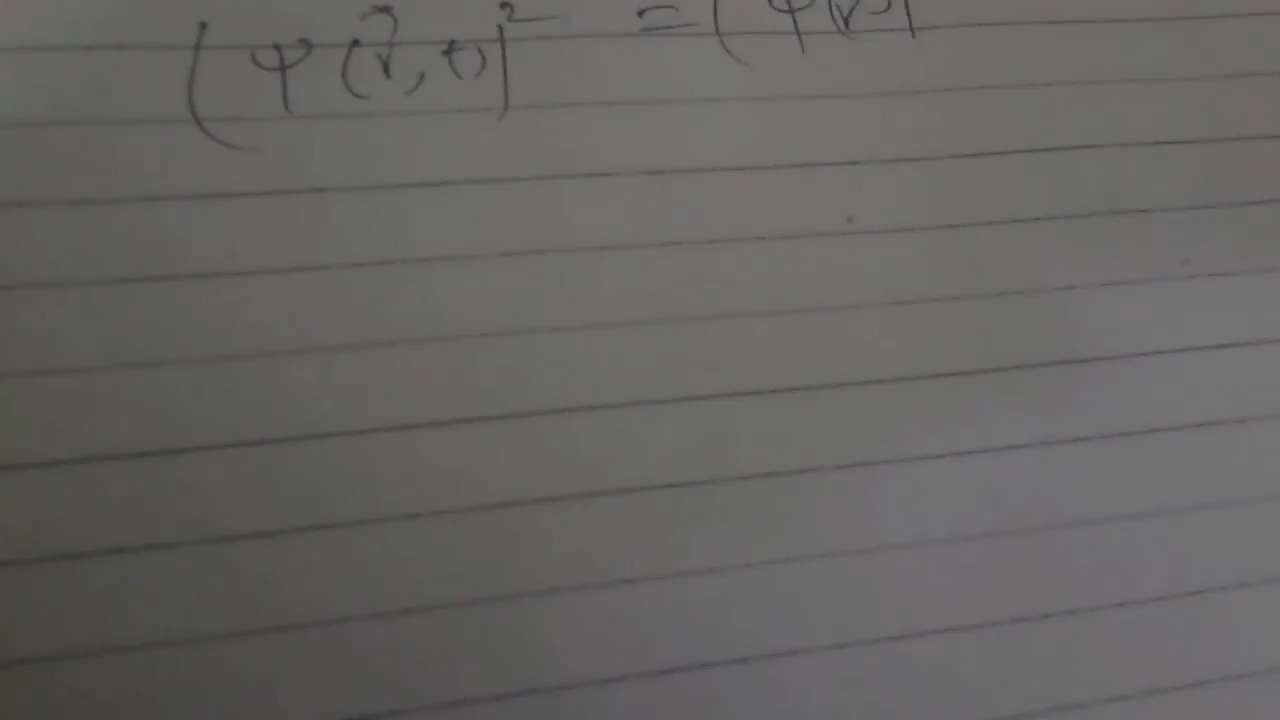 |ψ(r⃗, t)|² = |ψ(r⃗)|